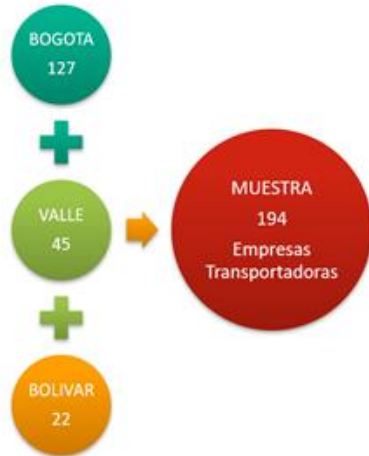 BOGOTA
127
VALLE
45
BOLIVAR
22
MUESTRA
194
Empresas
Transportadoras